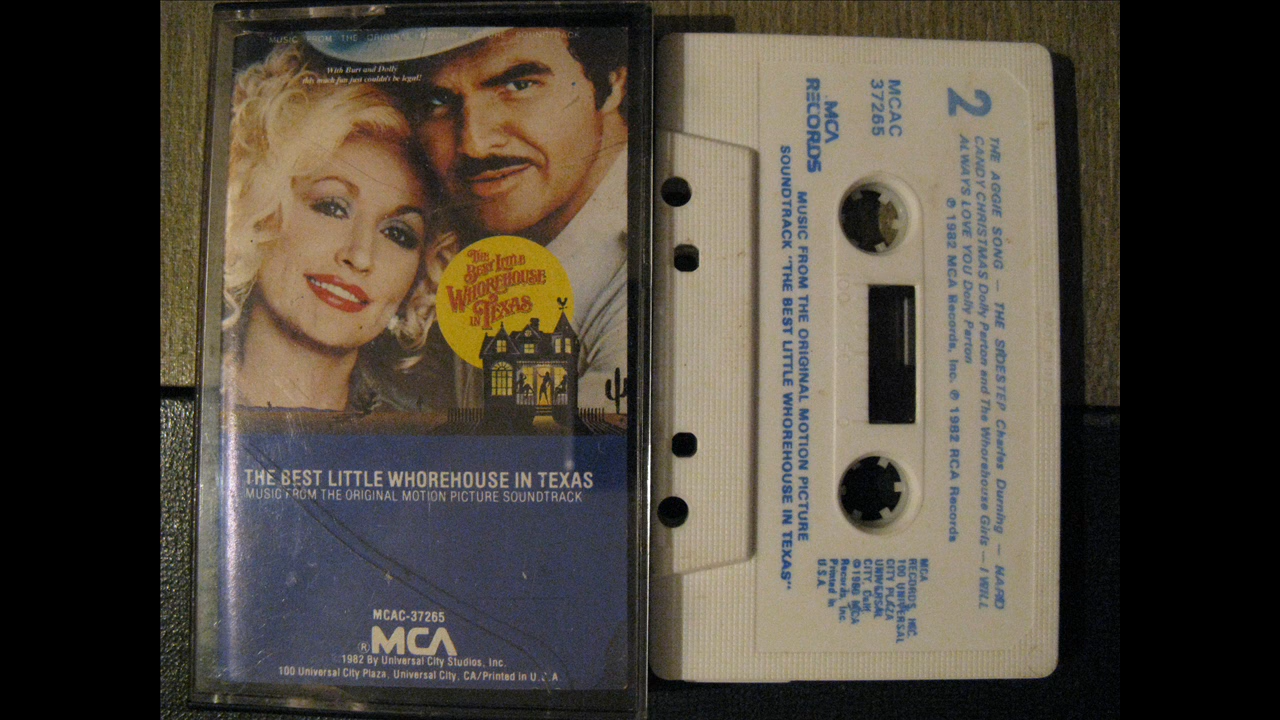 MUSIC FROM THE ORIGINAL MOTION PICTURE SOUNDTRACK
With Burt and Dolly
this much fun just couldn't be legal!
The
Best Little
Whorehouse
in Texas
THE BEST LITTLE WHOREHOUSE IN TEXAS
MUSIC FROM THE ORIGINAL MOTION PICTURE SOUNDTRACK
MCAC-37265
® MCA
1982 By Universal City Studios, Inc.
100 Universal City Plaza, Universal City, CA/Printed in U.S.A.
2
THE AGGIE SONG — THE SIDESTEP Charles Durning — HARD
CANDY CHRISTMAS Dolly Parton and The Whorehouse Girls — I WILL
ALWAYS LOVE YOU Dolly Parton
℗ 1982 MCA Records, Inc. ℗ 1982 RCA Records
MCAC
37265
MCA
RECORDS
MUSIC FROM THE ORIGINAL MOTION PICTURE
SOUNDTRACK "THE BEST LITTLE WHOREHOUSE IN TEXAS"
MCA
RECORDS, INC.
100 UNIVERSAL
CITY PLAZA
UNIVERSAL
CITY, Calif.
©1980 MCA
Records, Inc.
Printed in
U.S.A.